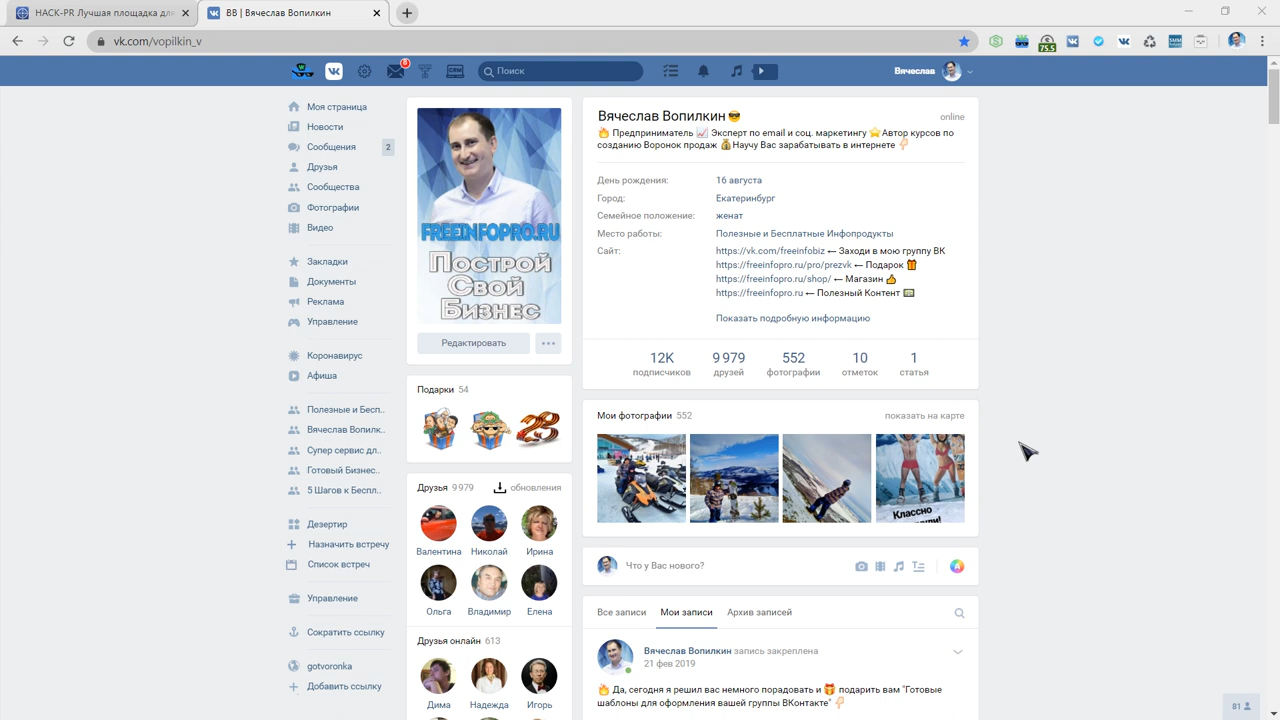 НАСК-PR Лучшая площадка для
ВВ | Вячеслав Вопилкин
vk.com/vopilkin_v
75.5
8
CRM
Поиск
Вячеслав
Моя страница
Новости
Сообщения 2
Друзья
Сообщества
Фотографии
Видео
Закладки
Документы
Реклама
Управление
Коронавирус
Афиша
Полезные и Бесп..
Вячеслав Вопилк..
Супер сервис дл..
Готовый Бизнес..
5 Шагов к Беспл..
Дезертир
Назначить встречу
Список встреч
Управление
Сократить ссылку
gotvoronka
Добавить ссылку
FREEINFOPRO.RU
Построй
Свой
Бизнес
Редактировать
Подарки 54
23
Друзья 9 979 обновления
Валентина Николай Ирина
Ольга Владимир Елена
Друзья онлайн 613
Дима Надежда Игорь
Вячеслав Вопилкин 😎 online
🔥 Предприниматель 📈 Эксперт по email и соц. маркетингу ⭐Автор курсов по
созданию Воронок продаж 💰Научу Вас зарабатывать в интернете 👇🏻
День рождения: 16 августа
Город: Екатеринбург
Семейное положение: женат
Место работы: Полезные и Бесплатные Инфопродукты
Сайт: https://vk.com/freeinfobiz ← Заходи в мою группу ВК
https://freeinfopro.ru/pro/prezvk ← Подарок 🎁
https://freeinfopro.ru/shop/ ← Магазин 👍
https://freeinfopro.ru ← Полезный Контент 💵
Показать подробную информацию
12K 9 979 552 10 1
подписчиков друзей фотографии отметок статья
Мои фотографии 552 показать на карте
Классно
Что у Вас нового?
Все записи Мои записи Архив записей
Вячеслав Вопилкин запись закреплена
21 фев 2019
🔥 Да, сегодня я решил вас немного порадовать и 🎁 подарить вам "Готовые
шаблоны для оформления вашей группы ВКонтакте" 👇🏻
81